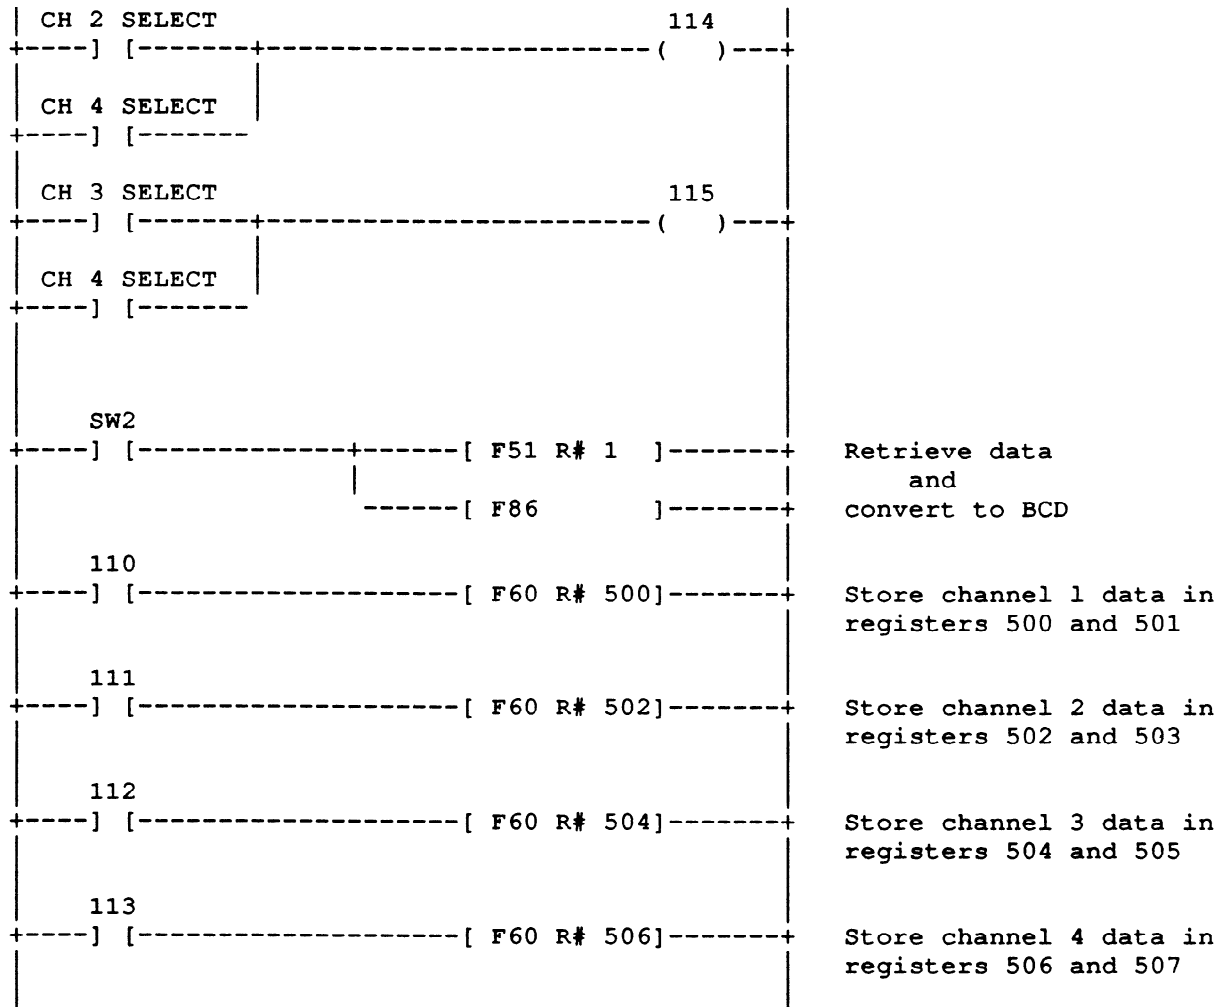 CH 2 SELECT 114
+----] [-------+------------------------( )---+
CH 4 SELECT
+----] [-------
CH 3 SELECT 115
+----] [-------+------------------------( )---+
CH 4 SELECT
+----] [-------
SW2
+----] [-------------+------[ F51 R# 1 ]-------+ Retrieve data
and
------[ F86 ]-------+ convert to BCD
110
+----] [--------------------[ F60 R# 500]-------+ Store channel 1 data in
registers 500 and 501
111
+----] [--------------------[ F60 R# 502]-------+ Store channel 2 data in
registers 502 and 503
112
+----] [--------------------[ F60 R# 504]-------+ Store channel 3 data in
registers 504 and 505
113
+----] [--------------------[ F60 R# 506]-------+ Store channel 4 data in
registers 506 and 507